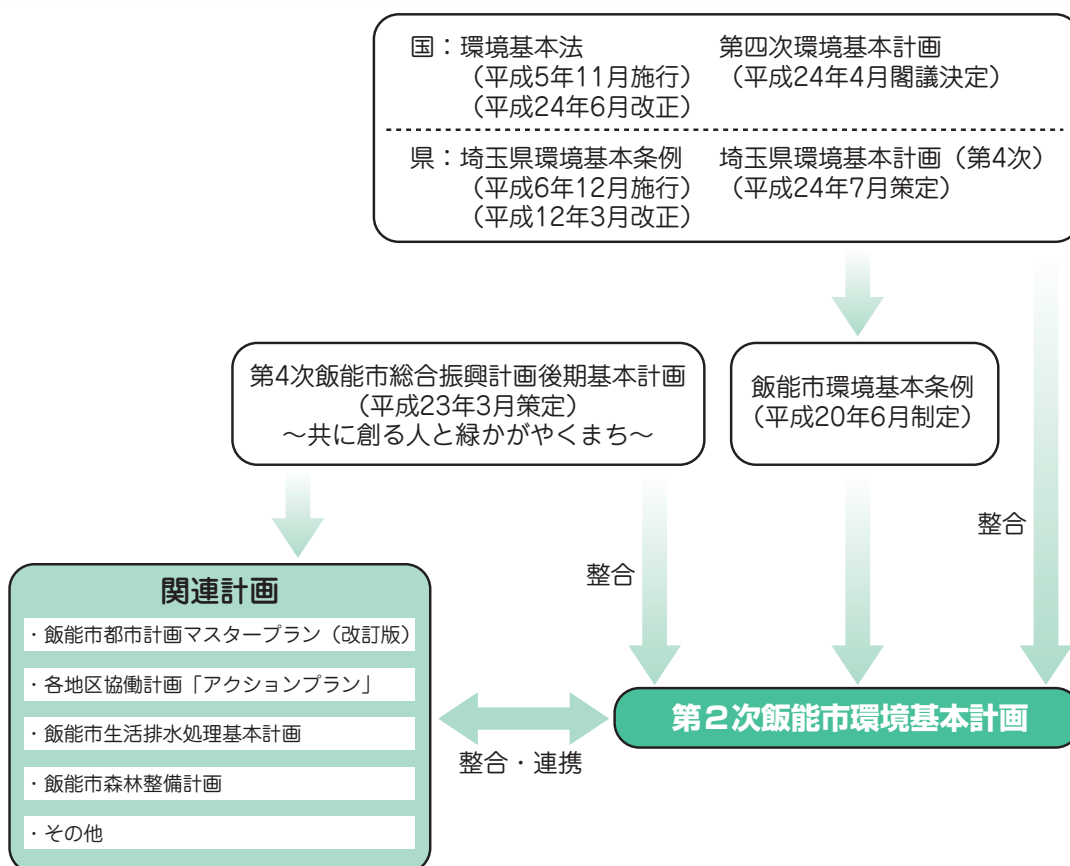 国：環境基本法　　第四次環境基本計画
（平成5年11月施行）（平成24年4月閣議決定）
（平成24年6月改正）
県：埼玉県環境基本条例　埼玉県環境基本計画（第4次）
（平成6年12月施行）（平成24年7月策定）
（平成12年3月改正）
第4次飯能市総合振興計画後期基本計画
（平成23年3月策定）
～共に創る人と緑かがやくまち～
飯能市環境基本条例
（平成20年6月制定）
整合
整合
関連計画
・飯能市都市計画マスタープラン（改訂版）
・各地区協働計画「アクションプラン」
・飯能市生活排水処理基本計画
・飯能市森林整備計画
・その他
整合・連携
第２次飯能市環境基本計画